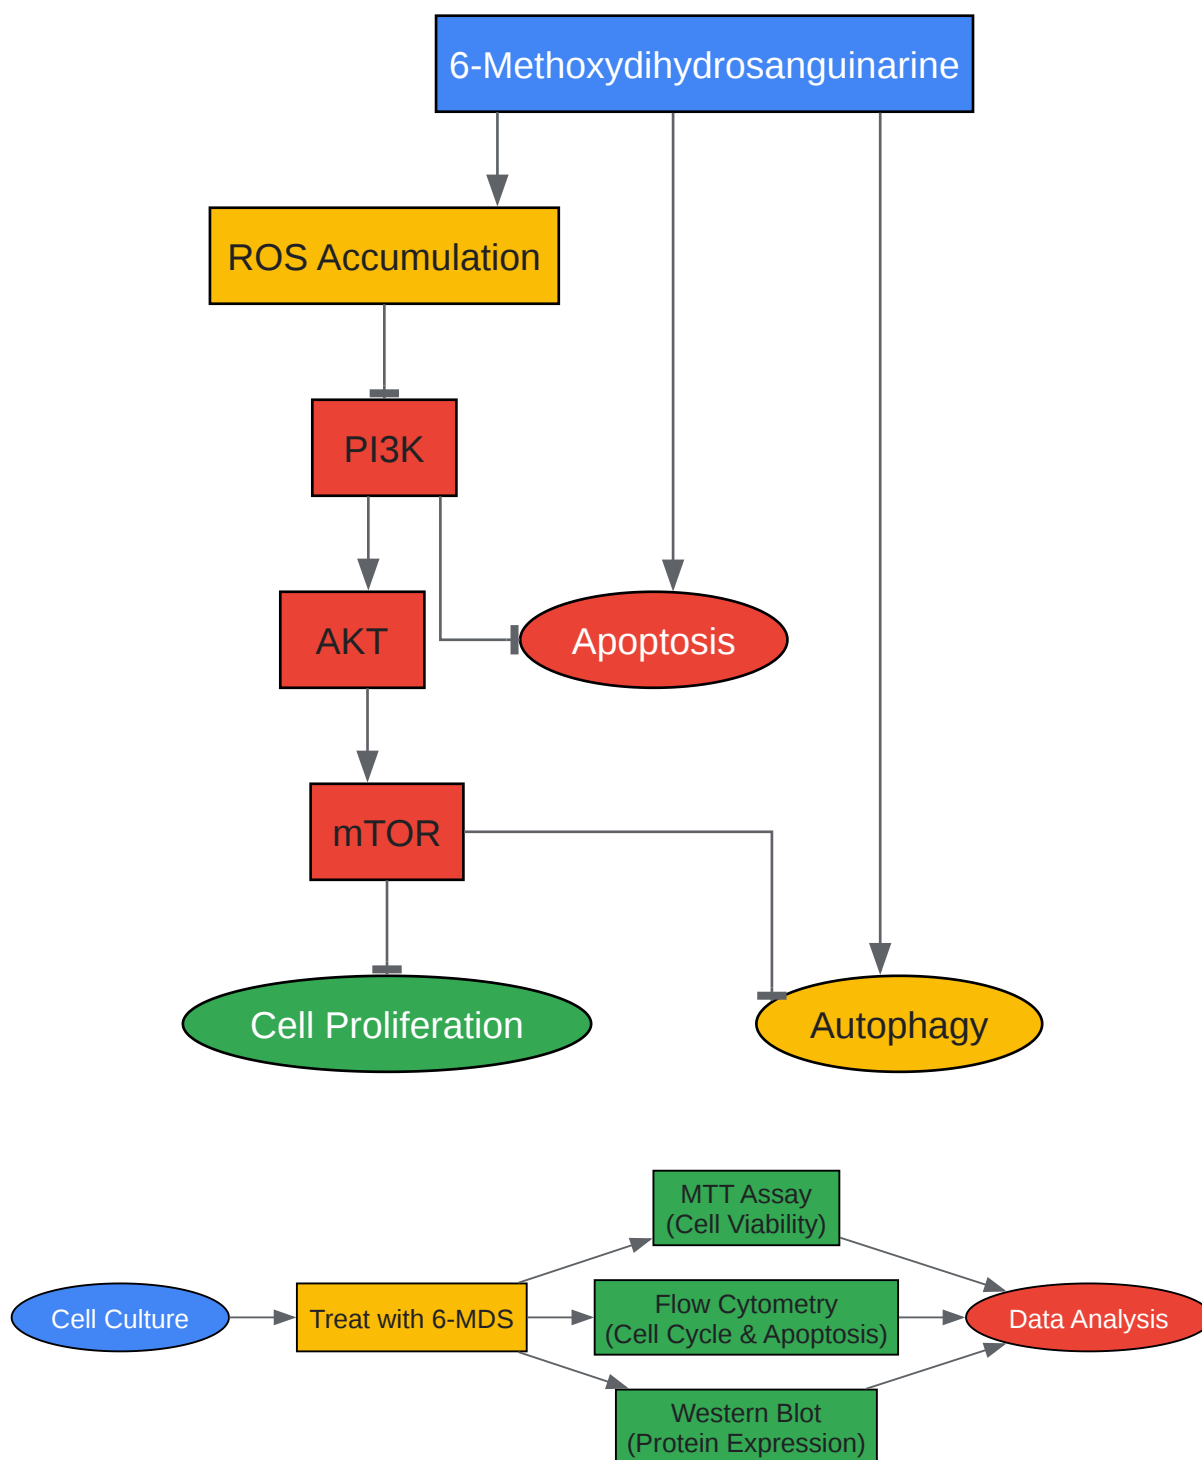 6-Methoxydihydrosanguinarine
ROS Accumulation
PI3K
AKT
Apoptosis
mTOR
Cell Proliferation
Autophagy
MTT Assay
(Cell Viability)
Cell Culture
Treat with 6-MDS
Flow Cytometry
(Cell Cycle & Apoptosis)
Data Analysis
Western Blot
(Protein Expression)